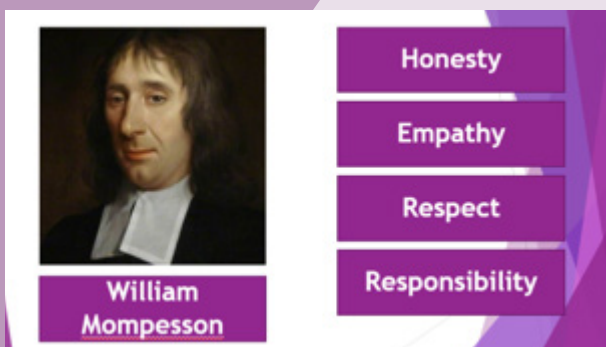 William
Mompesson
Honesty
Empathy
Respect
Responsibility